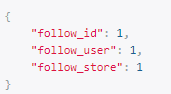 {
"follow_id": 1,
"follow_user": 1,
"follow_store": 1
}